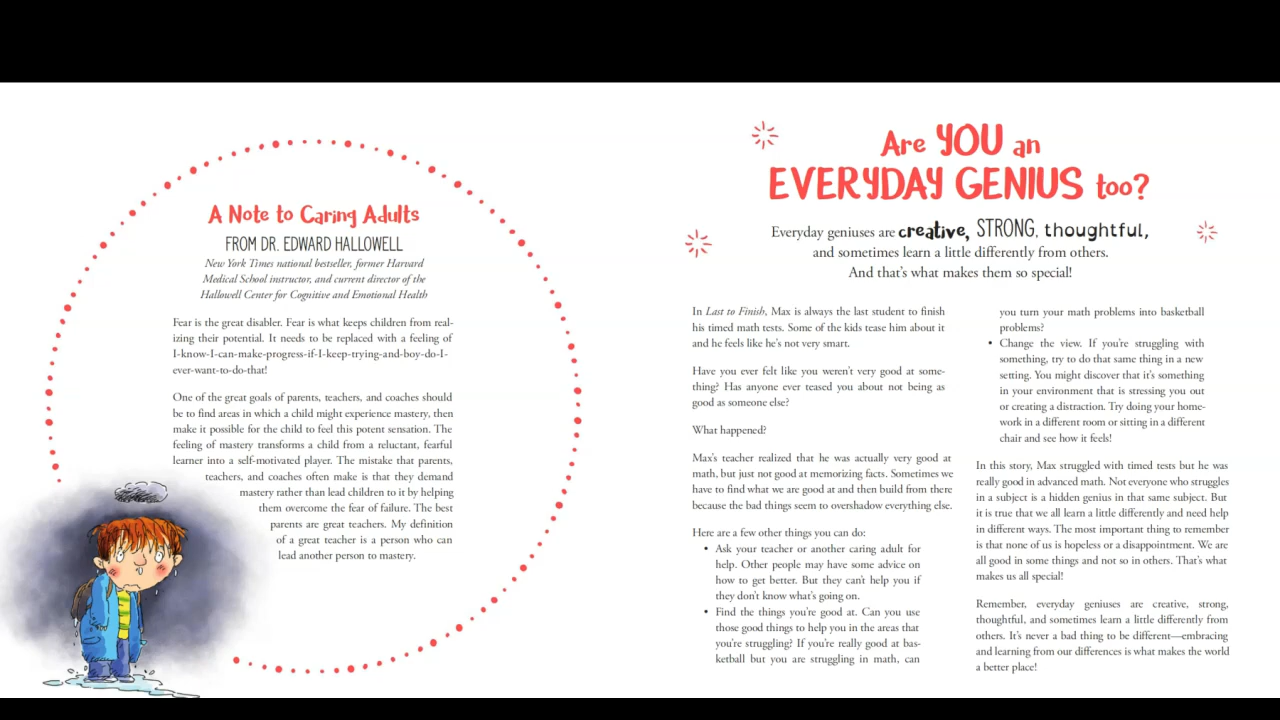 A Note to Caring Adults
FROM DR. EDWARD HALLOWELL
New York Times national bestseller, former Harvard
Medical School instructor, and current director of the
Hallowell Center for Cognitive and Emotional Health
Fear is the great disabler. Fear is what keeps children from real-
izing their potential. It needs to be replaced with a feeling of
I-know-I-can-make-progress-if-I-keep-trying-and-boy-do-I-
ever-want-to-do-that!
One of the great goals of parents, teachers, and coaches should
be to find areas in which a child might experience mastery, then
make it possible for the child to feel this potent sensation. The
feeling of mastery transforms a child from a reluctant, fearful
learner into a self-motivated player. The mistake that parents,
teachers, and coaches often make is that they demand
mastery rather than lead children to it by helping
them overcome the fear of failure. The best
parents are great teachers. My definition
of a great teacher is a person who can
lead another person to mastery.
Are YOU an
EVERYDAY GENIUS too?
Everyday geniuses are creative, STRONG, thoughtful,
and sometimes learn a little differently from others.
And that's what makes them so special!
In Last to Finish, Max is always the last student to finish
his timed math tests. Some of the kids tease him about it
and he feels like he's not very smart.
Have you ever felt like you weren't very good at some-
thing? Has anyone ever teased you about not being as
good as someone else?
What happened?
Max's teacher realized that he was actually very good at
math, but just not good at memorizing facts. Sometimes we
have to find what we are good at and then build from there
because the bad things seem to overshadow everything else.
Here are a few other things you can do:
• Ask your teacher or another caring adult for
help. Other people may have some advice on
how to get better. But they can't help you if
they don't know what's going on.
• Find the things you're good at. Can you use
those good things to help you in the areas that
you're struggling? If you're really good at bas-
ketball but you are struggling in math, can
you turn your math problems into basketball
problems?
• Change the view. If you're struggling with
something, try to do that same thing in a new
setting. You might discover that it's something
in your environment that is stressing you out
or creating a distraction. Try doing your home-
work in a different room or sitting in a different
chair and see how it feels!
In this story, Max struggled with timed tests but he was
really good in advanced math. Not everyone who struggles
in a subject is a hidden genius in that same subject. But
it is true that we all learn a little differently and need help
in different ways. The most important thing to remember
is that none of us is hopeless or a disappointment. We are
all good in some things and not so in others. That's what
makes us all special!
Remember, everyday geniuses are creative, strong,
thoughtful, and sometimes learn a little differently from
others. It's never a bad thing to be different—embracing
and learning from our differences is what makes the world
a better place!